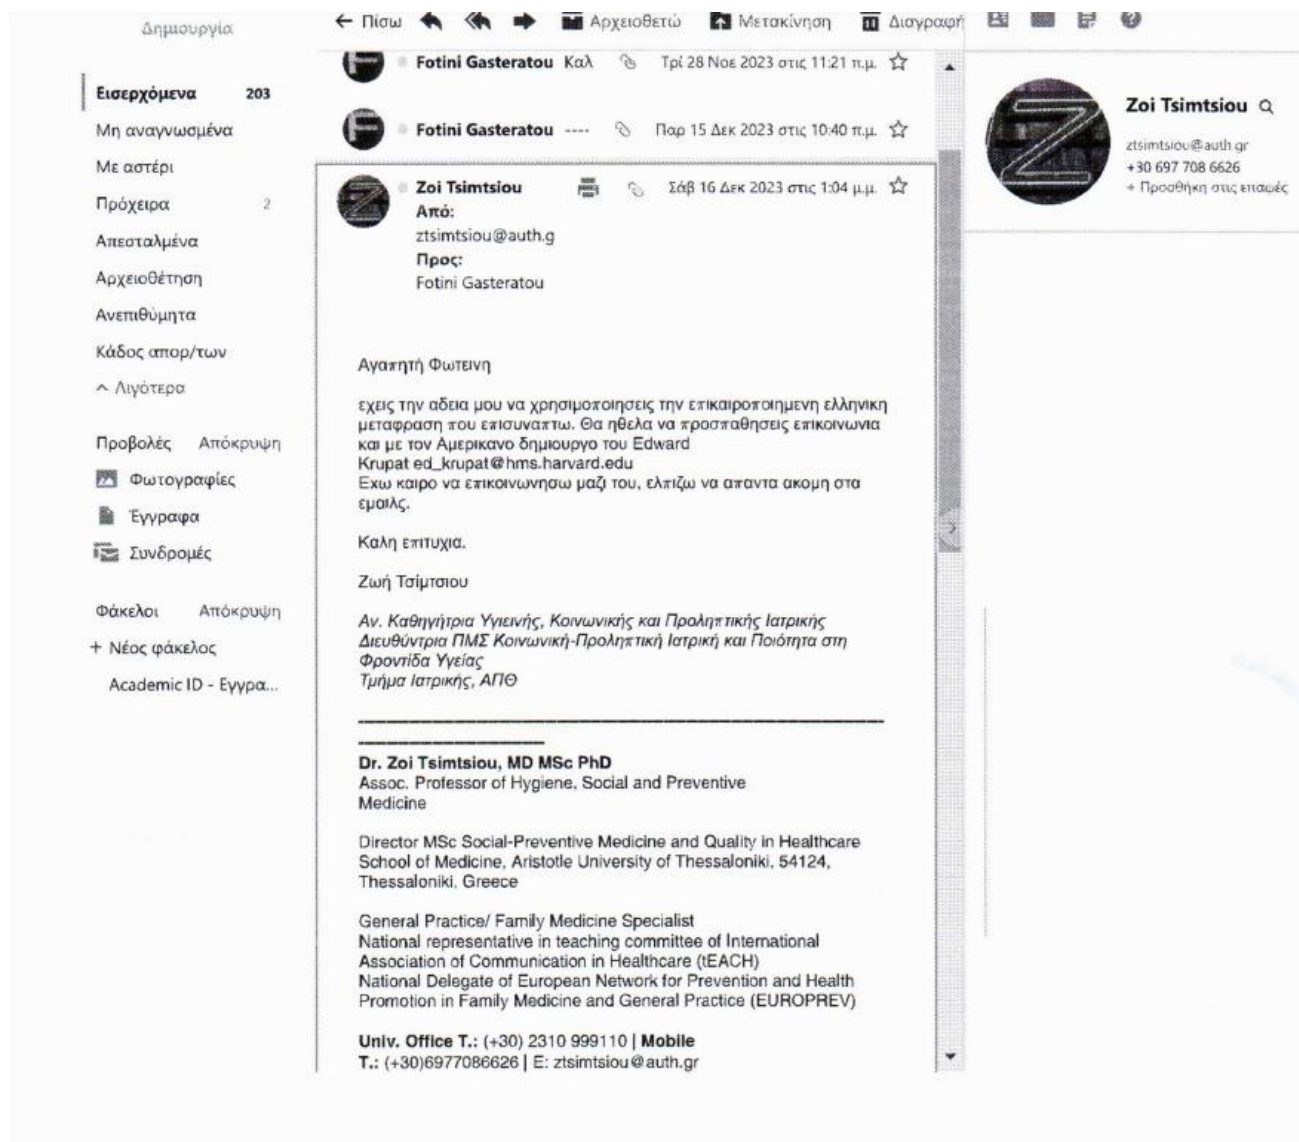 Δημιουργία
← Πίσω Αρχειοθετώ Μετακίνηση Διαγραφή
Εισερχόμενα 203
Μη αναγνωσμένα
Με αστέρι
Πρόχειρα 2
Απεσταλμένα
Αρχειοθέτηση
Ανεπιθύμητα
Κάδος απορ/των
Λιγότερα
Προβολές Απόκρυψη
Φωτογραφίες
Έγγραφα
Συνδρομές
Φάκελοι Απόκρυψη
+ Νέος φάκελος
Academic ID - Εγγρα...
Fotini Gasteratou Καλ Τρί 28 Νοε 2023 στις 11:21 π.μ.
Fotini Gasteratou ---- Παρ 15 Δεκ 2023 στις 10:40 π.μ.
Zoi Tsimtsiou Σάβ 16 Δεκ 2023 στις 1:04 μ.μ.
Από:
ztsimtsiou@auth.g
Προς:
Fotini Gasteratou
Αγαπητή Φωτεινη
εχεις την αδεια μου να χρησιμοποιησεις την επικαιροποιημενη ελληνικη
μεταφραση που επισυναπτω. Θα ηθελα να προσπαθησεις επικοινωνια
και με τον Αμερικανο δημιουργο του Edward
Krupat ed_krupat@hms.harvard.edu
Εχω καιρο να επικοινωνησω μαζι του, ελπιζω να απαντα ακομη στα
εμαιλς.
Καλη επιτυχια.
Ζωή Τσίμτσιου
Αν. Καθηγήτρια Υγιεινής, Κοινωνικής και Προληπτικής Ιατρικής
Διευθύντρια ΠΜΣ Κοινωνική-Προληπτική Ιατρική και Ποιότητα στη
Φροντίδα Υγείας
Τμήμα Ιατρικής, ΑΠΘ
Dr. Zoi Tsimtsiou, MD MSc PhD
Assoc. Professor of Hygiene, Social and Preventive
Medicine
Director MSc Social-Preventive Medicine and Quality in Healthcare
School of Medicine, Aristotle University of Thessaloniki, 54124,
Thessaloniki, Greece
General Practice/ Family Medicine Specialist
National representative in teaching committee of International
Association of Communication in Healthcare (tEACH)
National Delegate of European Network for Prevention and Health
Promotion in Family Medicine and General Practice (EUROPREV)
Univ. Office T.: (+30) 2310 999110 | Mobile
T.: (+30)6977086626 | E: ztsimtsiou@auth.gr
Zoi Tsimtsiou
ztsimtsiou@auth.gr
+30 697 708 6626
+ Προσθήκη στις επαφές